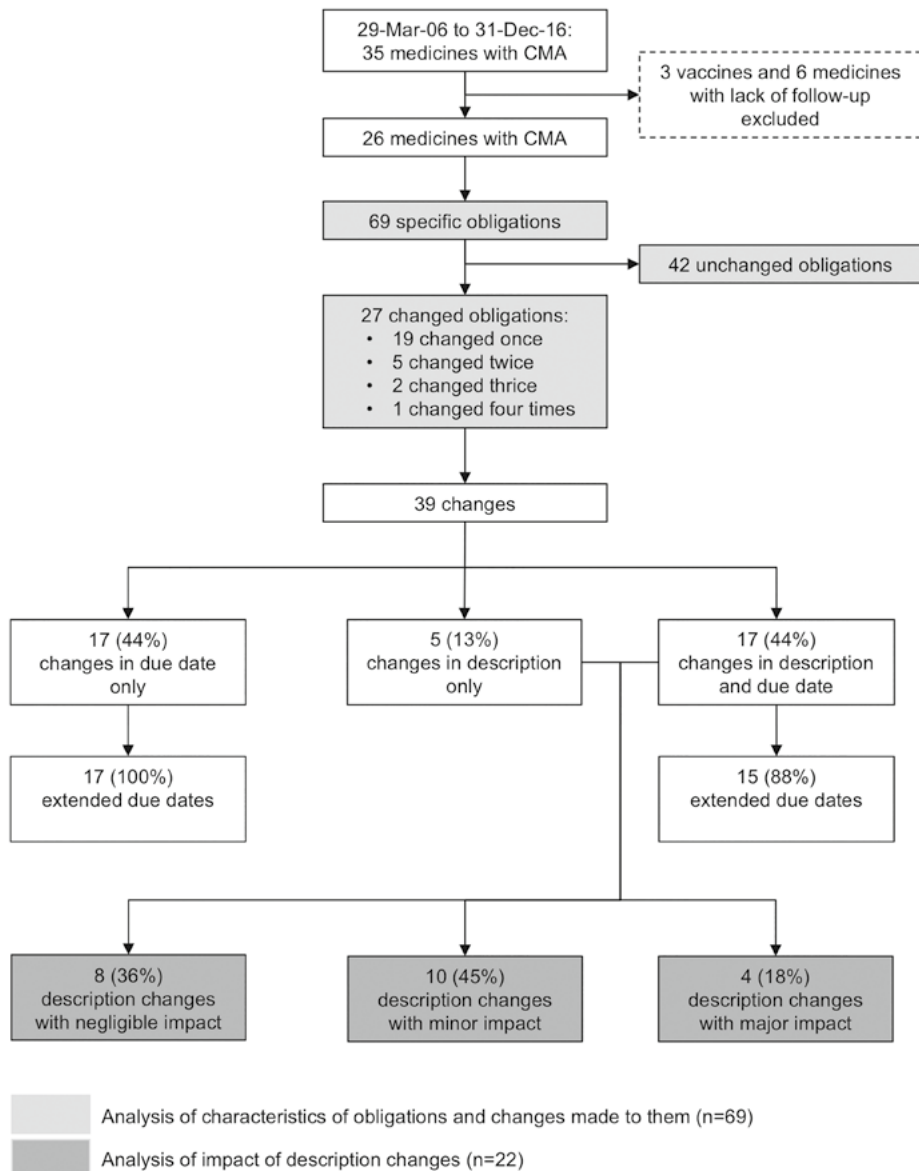 29-Mar-06 to 31-Dec-16:
35 medicines with CMA
3 vaccines and 6 medicines
with lack of follow-up
excluded
26 medicines with CMA
69 specific obligations
42 unchanged obligations
27 changed obligations:
• 19 changed once
• 5 changed twice
• 2 changed thrice
• 1 changed four times
39 changes
17 (44%)
changes in due date
only
5 (13%)
changes in description
only
17 (44%)
changes in description
and due date
17 (100%)
extended due dates
15 (88%)
extended due dates
8 (36%)
description changes
with negligible impact
10 (45%)
description changes
with minor impact
4 (18%)
description changes
with major impact
Analysis of characteristics of obligations and changes made to them (n=69)
Analysis of impact of description changes (n=22)